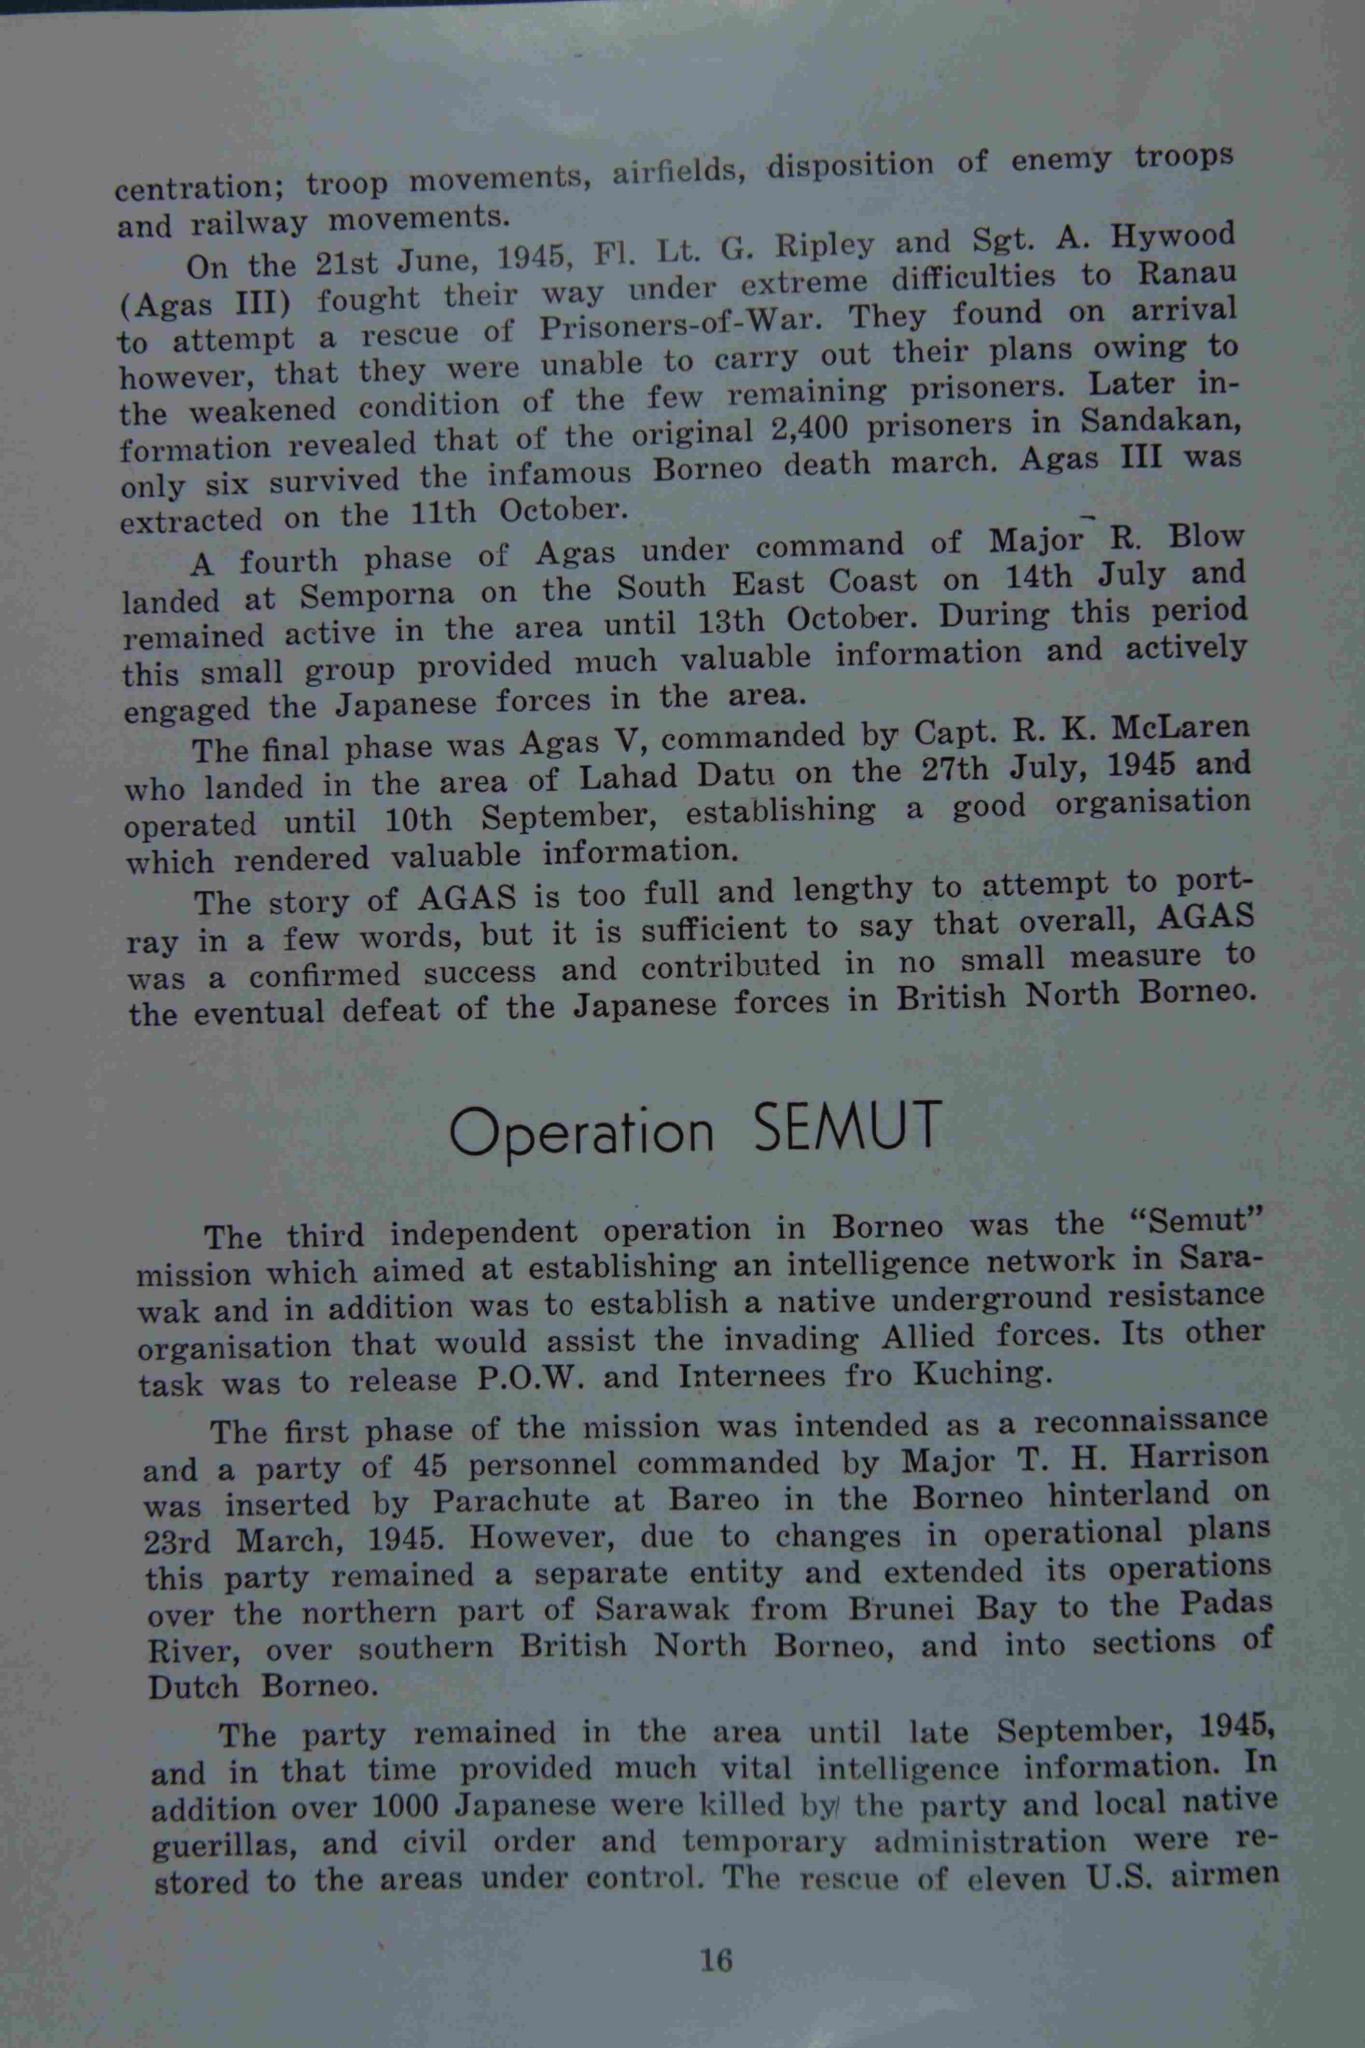 centration; troop movements, airfields, disposition of enemy troops
and railway movements.
On the 21st June, 1945, Fl. Lt. G. Ripley and Sgt. A. Hywood
(Agas III) fought their way under extreme difficulties to Ranau
to attempt a rescue of Prisoners-of-War. They found on arrival
however, that they were unable to carry out their plans owing to
the weakened condition of the few remaining prisoners. Later in-
formation revealed that of the original 2,400 prisoners in Sandakan,
only six survived the infamous Borneo death march. Agas III was
extracted on the 11th October.
A fourth phase of Agas under command of Major R. Blow
landed at Semporna on the South East Coast on 14th July and
remained active in the area until 13th October. During this period
this small group provided much valuable information and actively
engaged the Japanese forces in the area.
The final phase was Agas V, commanded by Capt. R. K. McLaren
who landed in the area of Lahad Datu on the 27th July, 1945 and
operated until 10th September, establishing a good organisation
which rendered valuable information.
The story of AGAS is too full and lengthy to attempt to port-
ray in a few words, but it is sufficient to say that overall, AGAS
was a confirmed success and contributed in no small measure to
the eventual defeat of the Japanese forces in British North Borneo.
Operation SEMUT
The third independent operation in Borneo was the “Semut”
mission which aimed at establishing an intelligence network in Sara-
wak and in addition was to establish a native underground resistance
organisation that would assist the invading Allied forces. Its other
task was to release P.O.W. and Internees fro Kuching.
The first phase of the mission was intended as a reconnaissance
and a party of 45 personnel commanded by Major T. H. Harrison
was inserted by Parachute at Bareo in the Borneo hinterland on
23rd March, 1945. However, due to changes in operational plans
this party remained a separate entity and extended its operations
over the northern part of Sarawak from Brunei Bay to the Padas
River, over southern British North Borneo, and into sections of
Dutch Borneo.
The party remained in the area until late September, 1945,
and in that time provided much vital intelligence information. In
addition over 1000 Japanese were killed by the party and local native
guerillas, and civil order and temporary administration were re-
stored to the areas under control. The rescue of eleven U.S. airmen
16